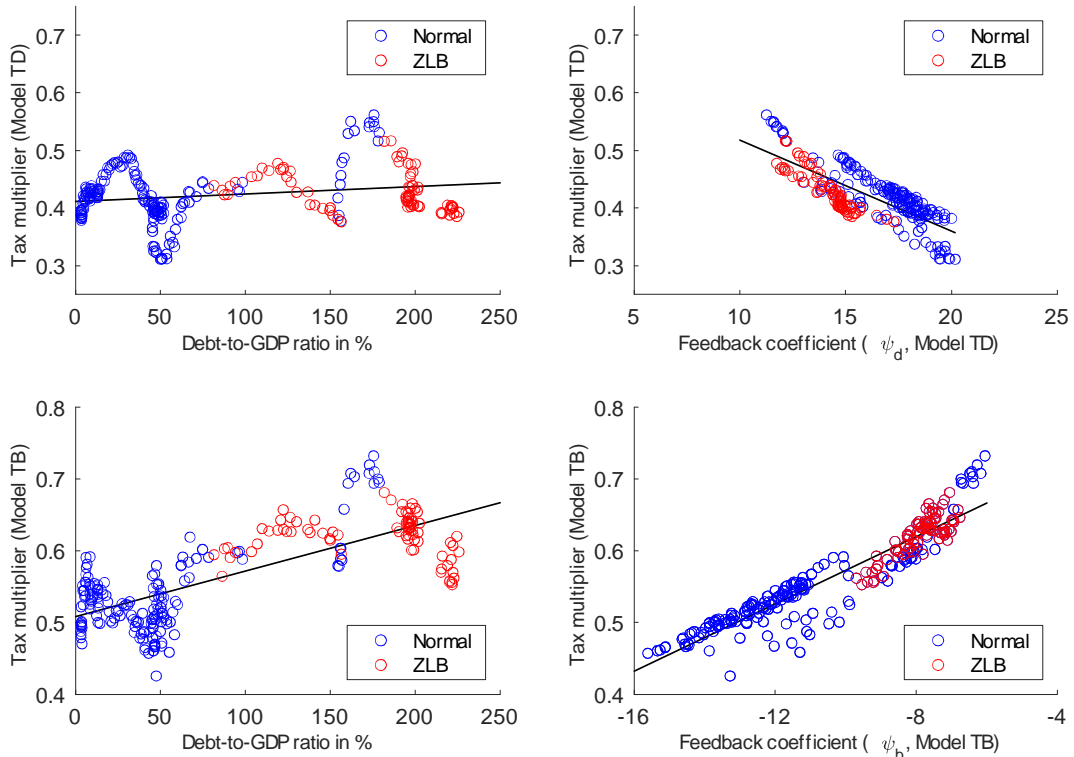 Tax multiplier (Model TD)
0.7
0.6
0.5
0.4
0.3
0
50
100
150
200
250
Debt-to-GDP ratio in %
Normal
ZLB
Tax multiplier (Model TD)
0.7
0.6
0.5
0.4
0.3
5
10
15
20
25
Feedback coefficient ( ψ_d, Model TD)
Normal
ZLB
Tax multiplier (Model TB)
0.8
0.7
0.6
0.5
0.4
0
50
100
150
200
250
Debt-to-GDP ratio in %
Normal
ZLB
Tax multiplier (Model TB)
0.8
0.7
0.6
0.5
0.4
-16
-12
-8
-4
Feedback coefficient ( ψ_b, Model TB)
Normal
ZLB